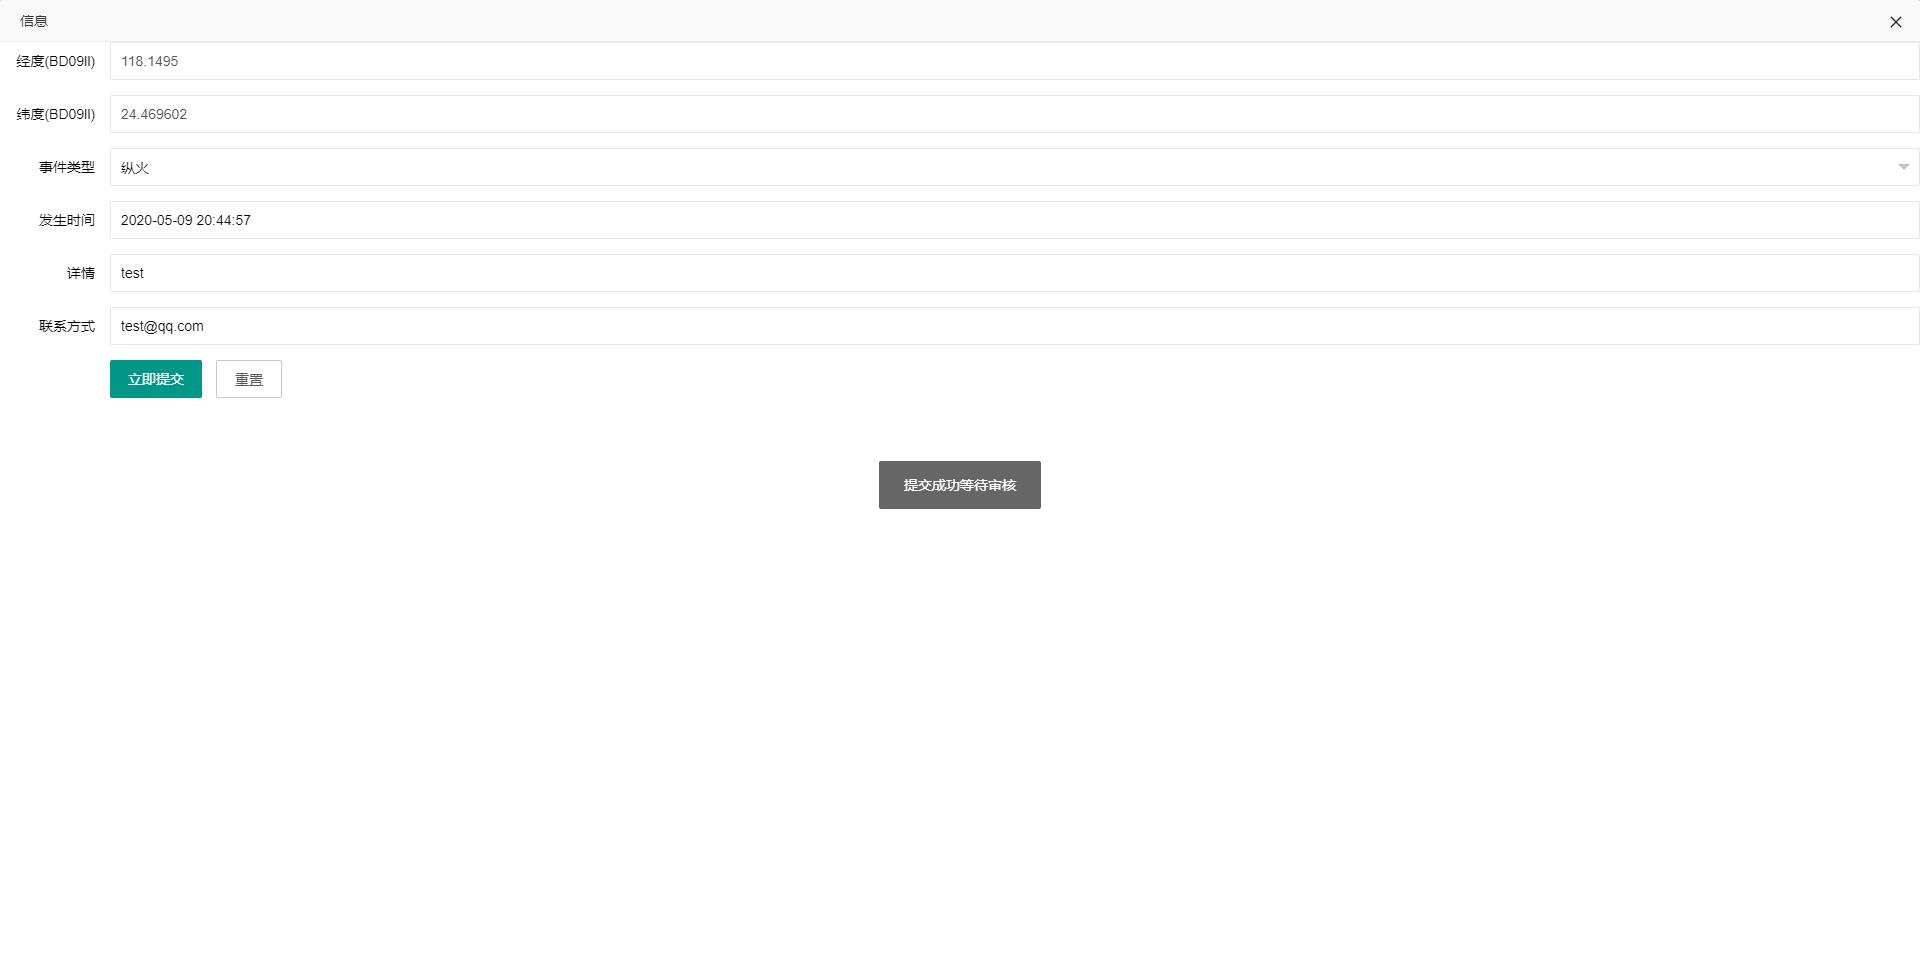 信息
经度(BD09ll) 118.1495
纬度(BD09ll) 24.469602
事件类型 纵火
发生时间 2020-05-09 20:44:57
详情 test
联系方式 test@qq.com
立即提交 重置
提交成功等待审核